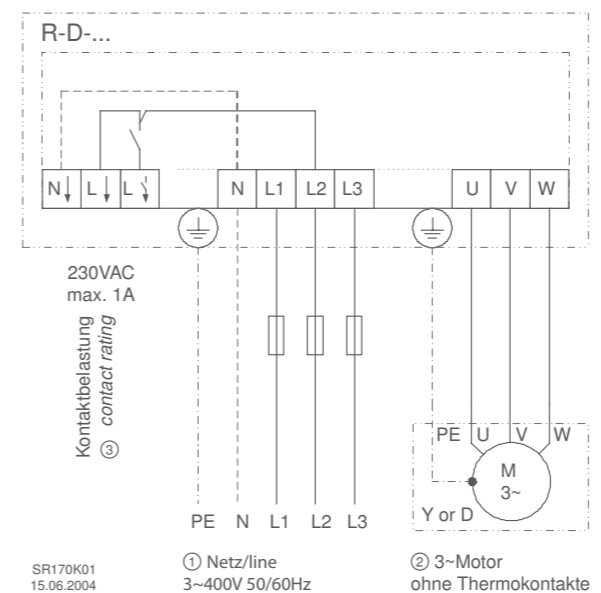 R-D-...
N L L N L1 L2 L3 U V W
230VAC
max. 1A
Kontaktbelastung
contact rating
③
PE U V W
M
3~
Y or D
PE N L1 L2 L3
SR170K01
15.06.2004
① Netz/line
3~400V 50/60Hz
② 3~Motor
ohne Thermokontakte